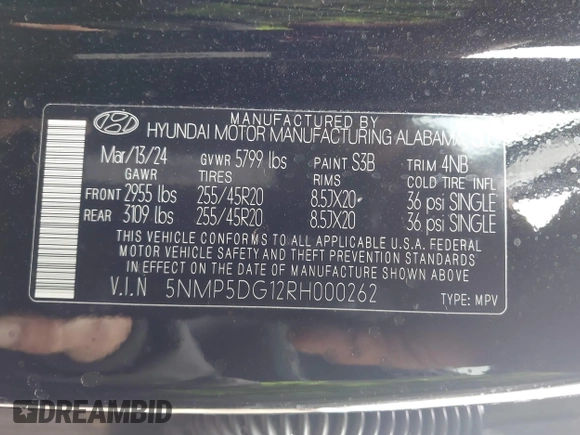 MANUFACTURED BY
HYUNDAI MOTOR MANUFACTURING ALABAMA
Mar/13/24 GVWR 5799 lbs PAINT S3B TRIM 4NB
GAWR TIRES RIMS COLD TIRE INFL
FRONT 2955 lbs 255/45R20 8.5JX20 36 psi SINGLE
REAR 3109 lbs 255/45R20 8.5JX20 36 psi SINGLE
THIS VEHICLE CONFORMS TO ALL APPLICABLE U.S.A. FEDERAL
MOTOR VEHICLE SAFETY AND THEFT PREVENTION STANDARDS
IN EFFECT ON THE DATE OF MANUFACTURE SHOWN ABOVE.
V.I.N 5NMP5DG12RH000262 TYPE: MPV
DREAMBID